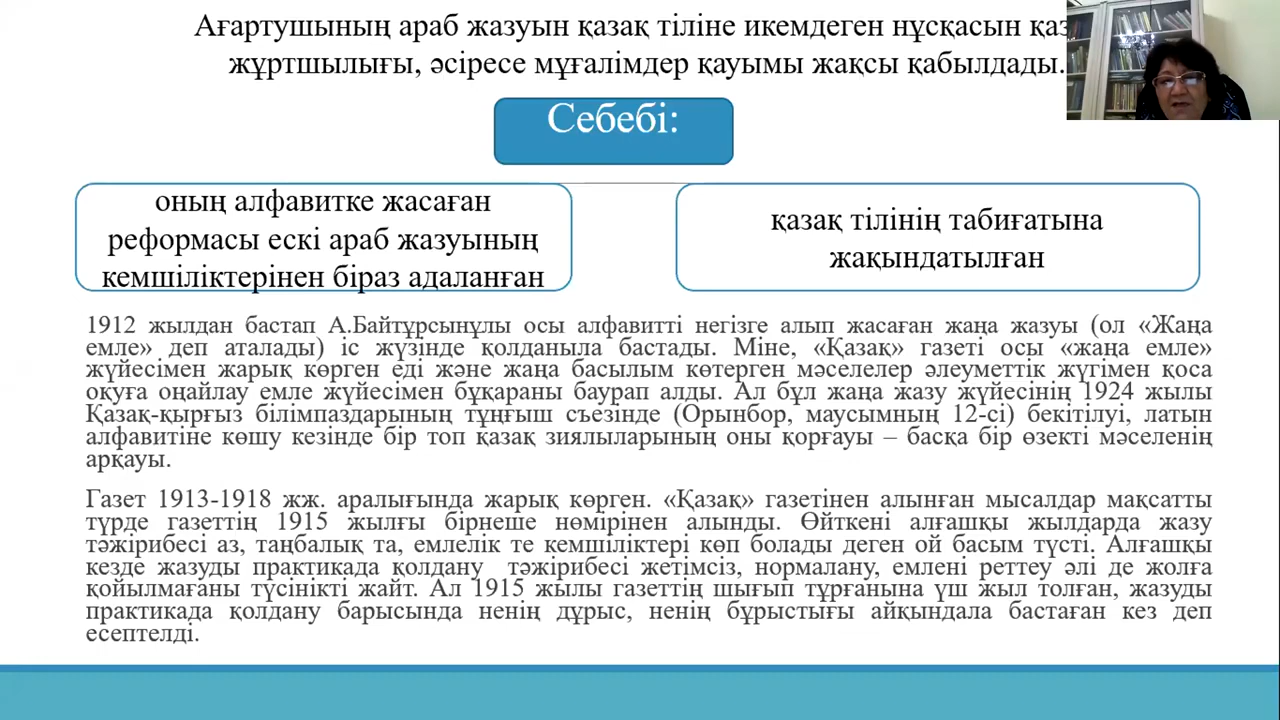 Ағартушының араб жазуын қазақ тіліне икемдеген нұсқасын
жұртшылығы, әсіресе мұғалімдер қауымы жақсы қабылдады.
Себебі:
оның алфавитке жасаған
реформасы ескі араб жазуының
кемшіліктерінен біраз адаланған
қазақ тілінің табиғатына
жақындатылған
1912 жылдан бастап А.Байтұрсынұлы осы алфавитті негізге алып жасаған жаңа жазуы (ол «Жаңа
емле» деп аталады) іс жүзінде қолданыла бастады. Міне, «Қазақ» газеті осы «жаңа емле»
жүйесімен жарық көрген еді және жаңа басылым көтерген мәселелер әлеуметтік жүгімен қоса
оқуға оңайлау емле жүйесімен бұқараны баурап алды. Ал бұл жаңа жазу жүйесінің 1924 жылы
Қазақ-қырғыз білімпаздарының тұңғыш съезінде (Орынбор, маусымның 12-сі) бекітілуі, латын
алфавитіне көшу кезінде бір топ қазақ зиялыларының оны қорғауы – басқа бір өзекті мәселенің
арқауы.
Газет 1913-1918 жж. аралығында жарық көрген. «Қазақ» газетінен алынған мысалдар мақсатты
түрде газеттің 1915 жылғы бірнеше нөмірінен алынды. Өйткені алғашқы жылдарда жазу
тәжірибесі аз, таңбалық та, емлелік те кемшіліктері көп болады деген ой басым түсті. Алғашқы
кезде жазуды практикада қолдану тәжірибесі жетімсіз, нормалану, емлені реттеу әлі де жолға
қойылмағаны түсінікті жайт. Ал 1915 жылы газеттің шығып тұрғанына үш жыл толған, жазуды
практикада қолдану барысында ненің дұрыс, ненің бұрыстығы айқындала бастаған кез деп
есептелді.